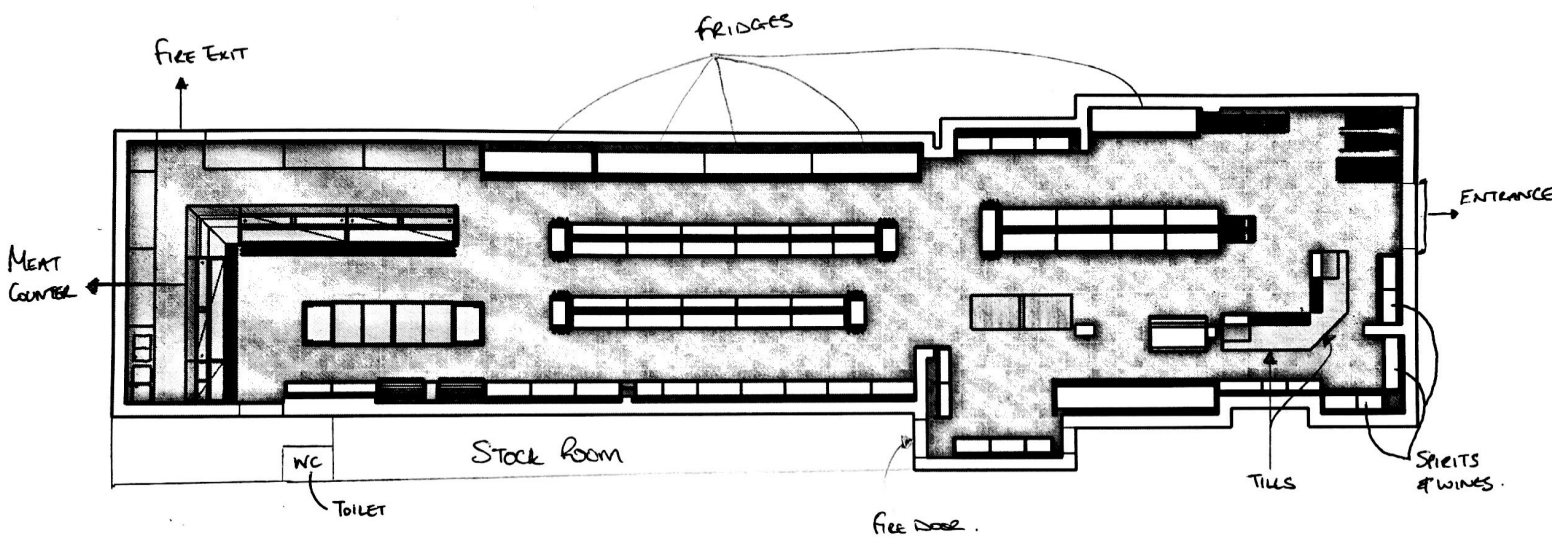 FRIDGES
FIRE EXIT
ENTRANCE
MEAT
COUNTER
STOCK ROOM
WC
TOILET
FIRE DOOR.
TILLS
SPIRITS
& WINES.